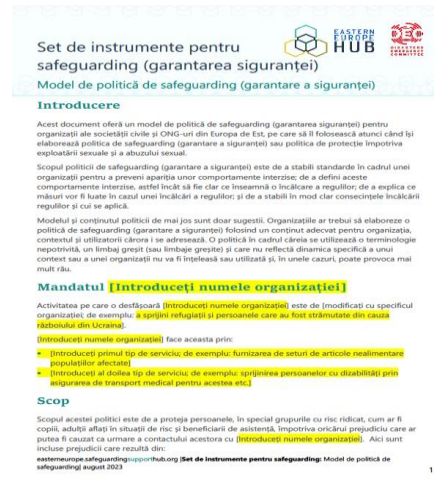 Set de instrumente pentru
safeguarding (garantarea siguranței)
EASTERN
EUROPE
HUB
DEC
DISASTERS
EMERGENCY
COMMITTEE
Model de politică de safeguarding (garantare a siguranței)
Introducere
Acest document oferă un model de politică de safeguarding (garantarea siguranței) pentru
organizații ale societății civile și ONG-uri din Europa de Est, pe care să îl folosească atunci când își
elaborează politica de safeguarding (garantare a siguranței) sau politica de protecție împotriva
exploatării sexuale și a abuzului sexual.
Scopul politicii de safeguarding (garantare a siguranței) este de a stabili standarde în cadrul unei
organizații pentru a preveni apariția unor comportamente interzise; de a defini aceste
comportamente interzise, astfel încât să fie clar ce înseamnă o încălcare a regulilor; de a explica ce
măsuri vor fi luate în cazul unei încălcări a regulilor; și de a stabili în mod clar consecințele încălcării
regulilor și cui se aplică.
Modelul și conținutul politicii de mai jos sunt doar sugestii. Organizațiile ar trebui să elaboreze o
politică de safeguarding (garantare a siguranței) folosind un conținut adecvat pentru organizația,
contextul și utilizatorii cărora i se adresează. O politică în cadrul căreia se utilizează o terminologie
nepotrivită, un limbaj greșit (sau limbaje greșite) și care nu reflectă dinamica specifică a unui
context sau a unei organizații nu va fi înțeleasă sau utilizată și, în unele cazuri, poate provoca mai
mult rău.
Mandatul [Introduceți numele organizației]
Activitatea pe care o desfășoară [Introduceți numele organizației] este de [modificați cu specificul
organizației; de exemplu: a sprijini refugiații și persoanele care au fost strămutate din cauza
războiului din Ucraina].
[Introduceți numele organizației] face aceasta prin:
• [Introduceți primul tip de serviciu; de exemplu: furnizarea de seturi de articole nealimentare
populațiilor afectate]
• [Introduceți al doilea tip de serviciu; de exemplu: sprijinirea persoanelor cu dizabilități prin
asigurarea de transport medical pentru acestea etc.]
Scop
Scopul acestei politici este de a proteja persoanele, în special grupurile cu risc ridicat, cum ar fi
copiii, adulții aflați în situații de risc și beneficiarii de asistență, împotriva oricărui prejudiciu care ar
putea fi cauzat ca urmare a contactului acestora cu [Introduceți numele organizației]. Aici sunt
incluse prejudicii care rezultă din:
easterneurope.safeguardingsupporthub.org |Set de instrumente pentru safeguarding: Model de politică de
safeguarding| august 2023
1